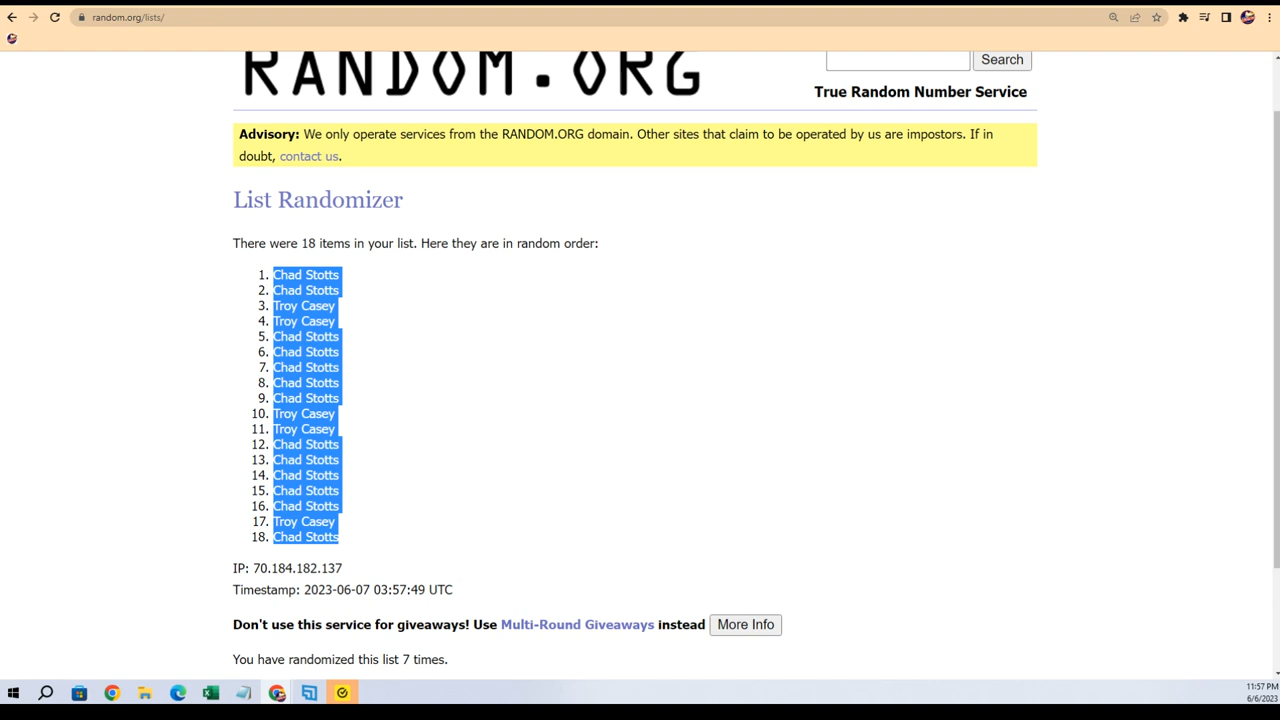 random.org/lists/
RANDOM.ORG
Search
True Random Number Service
Advisory: We only operate services from the RANDOM.ORG domain. Other sites that claim to be operated by us are impostors. If in
doubt, contact us.
List Randomizer
There were 18 items in your list. Here they are in random order:
1. Chad Stotts
2. Chad Stotts
3. Troy Casey
4. Troy Casey
5. Chad Stotts
6. Chad Stotts
7. Chad Stotts
8. Chad Stotts
9. Chad Stotts
10. Troy Casey
11. Troy Casey
12. Chad Stotts
13. Chad Stotts
14. Chad Stotts
15. Chad Stotts
16. Chad Stotts
17. Troy Casey
18. Chad Stotts
IP: 70.184.182.137
Timestamp: 2023-06-07 03:57:49 UTC
Don't use this service for giveaways! Use Multi-Round Giveaways instead More Info
You have randomized this list 7 times.
11:57 PM
6/6/2023